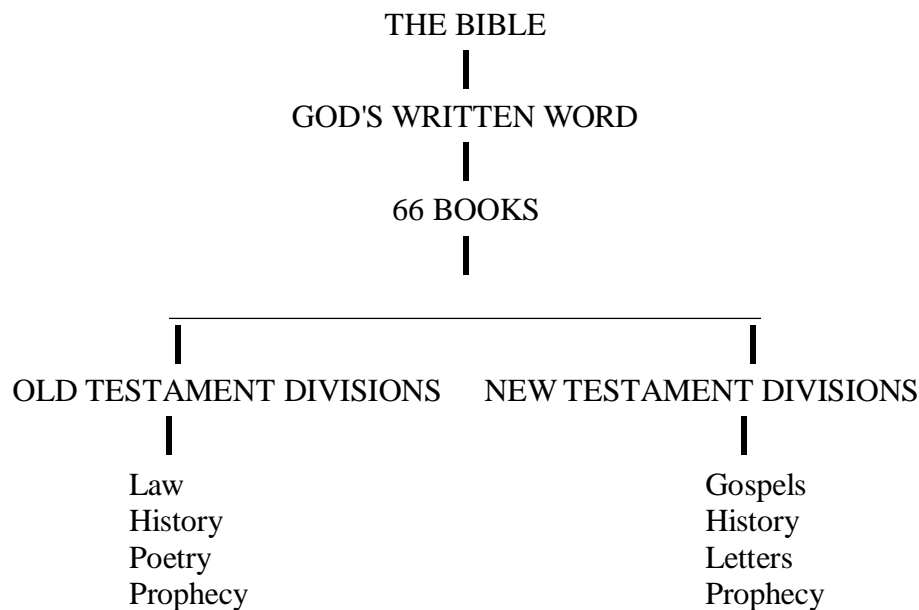 THE BIBLE
GOD'S WRITTEN WORD
66 BOOKS
OLD TESTAMENT DIVISIONS
Law
History
Poetry
Prophecy
NEW TESTAMENT DIVISIONS
Gospels
History
Letters
Prophecy